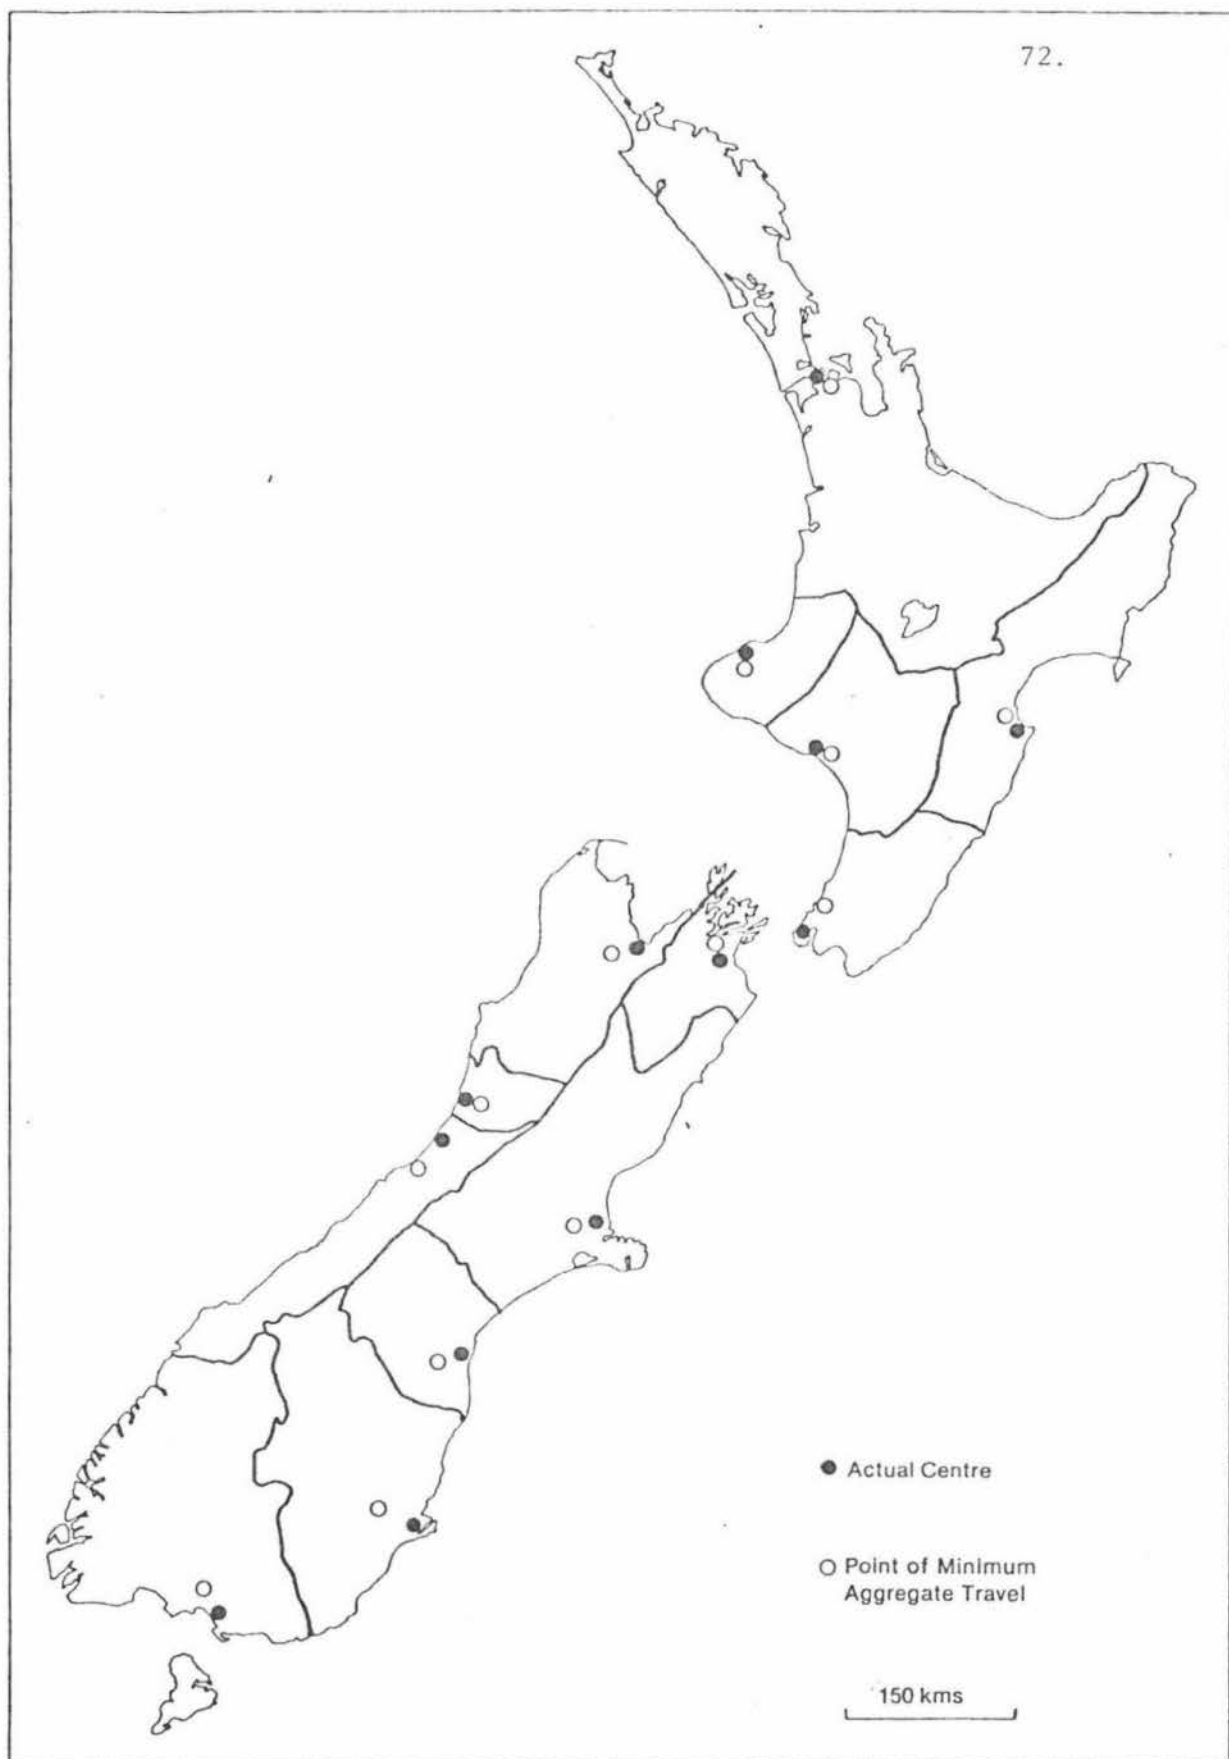 72.
Actual Centre
Point of Minimum
Aggregate Travel
150 kms